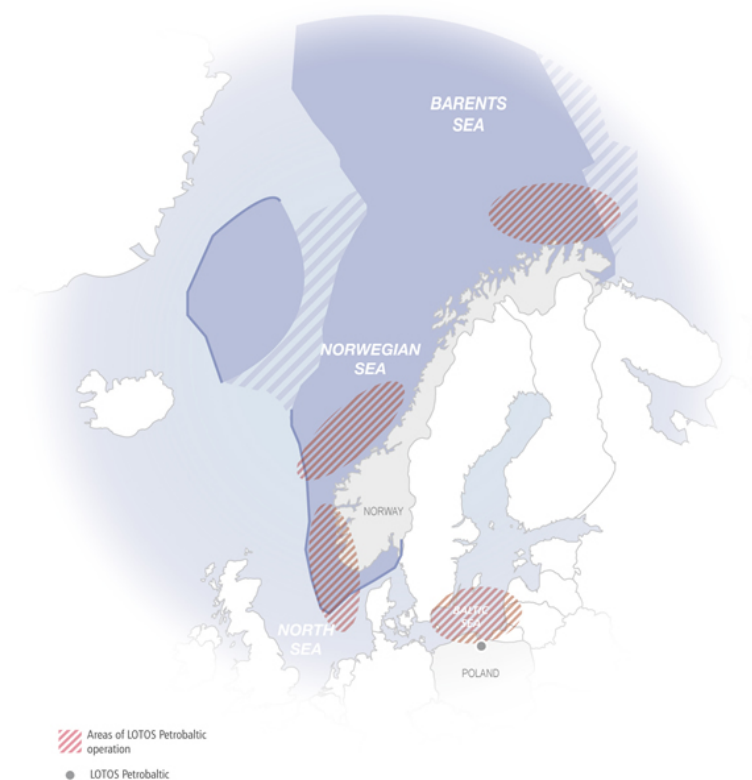 BARENTS
SEA
NORWEGIAN
SEA
NORWAY
BALTIC
SEA
NORTH
SEA
POLAND
Areas of LOTOS Petrobaltic
operation
LOTOS Petrobaltic